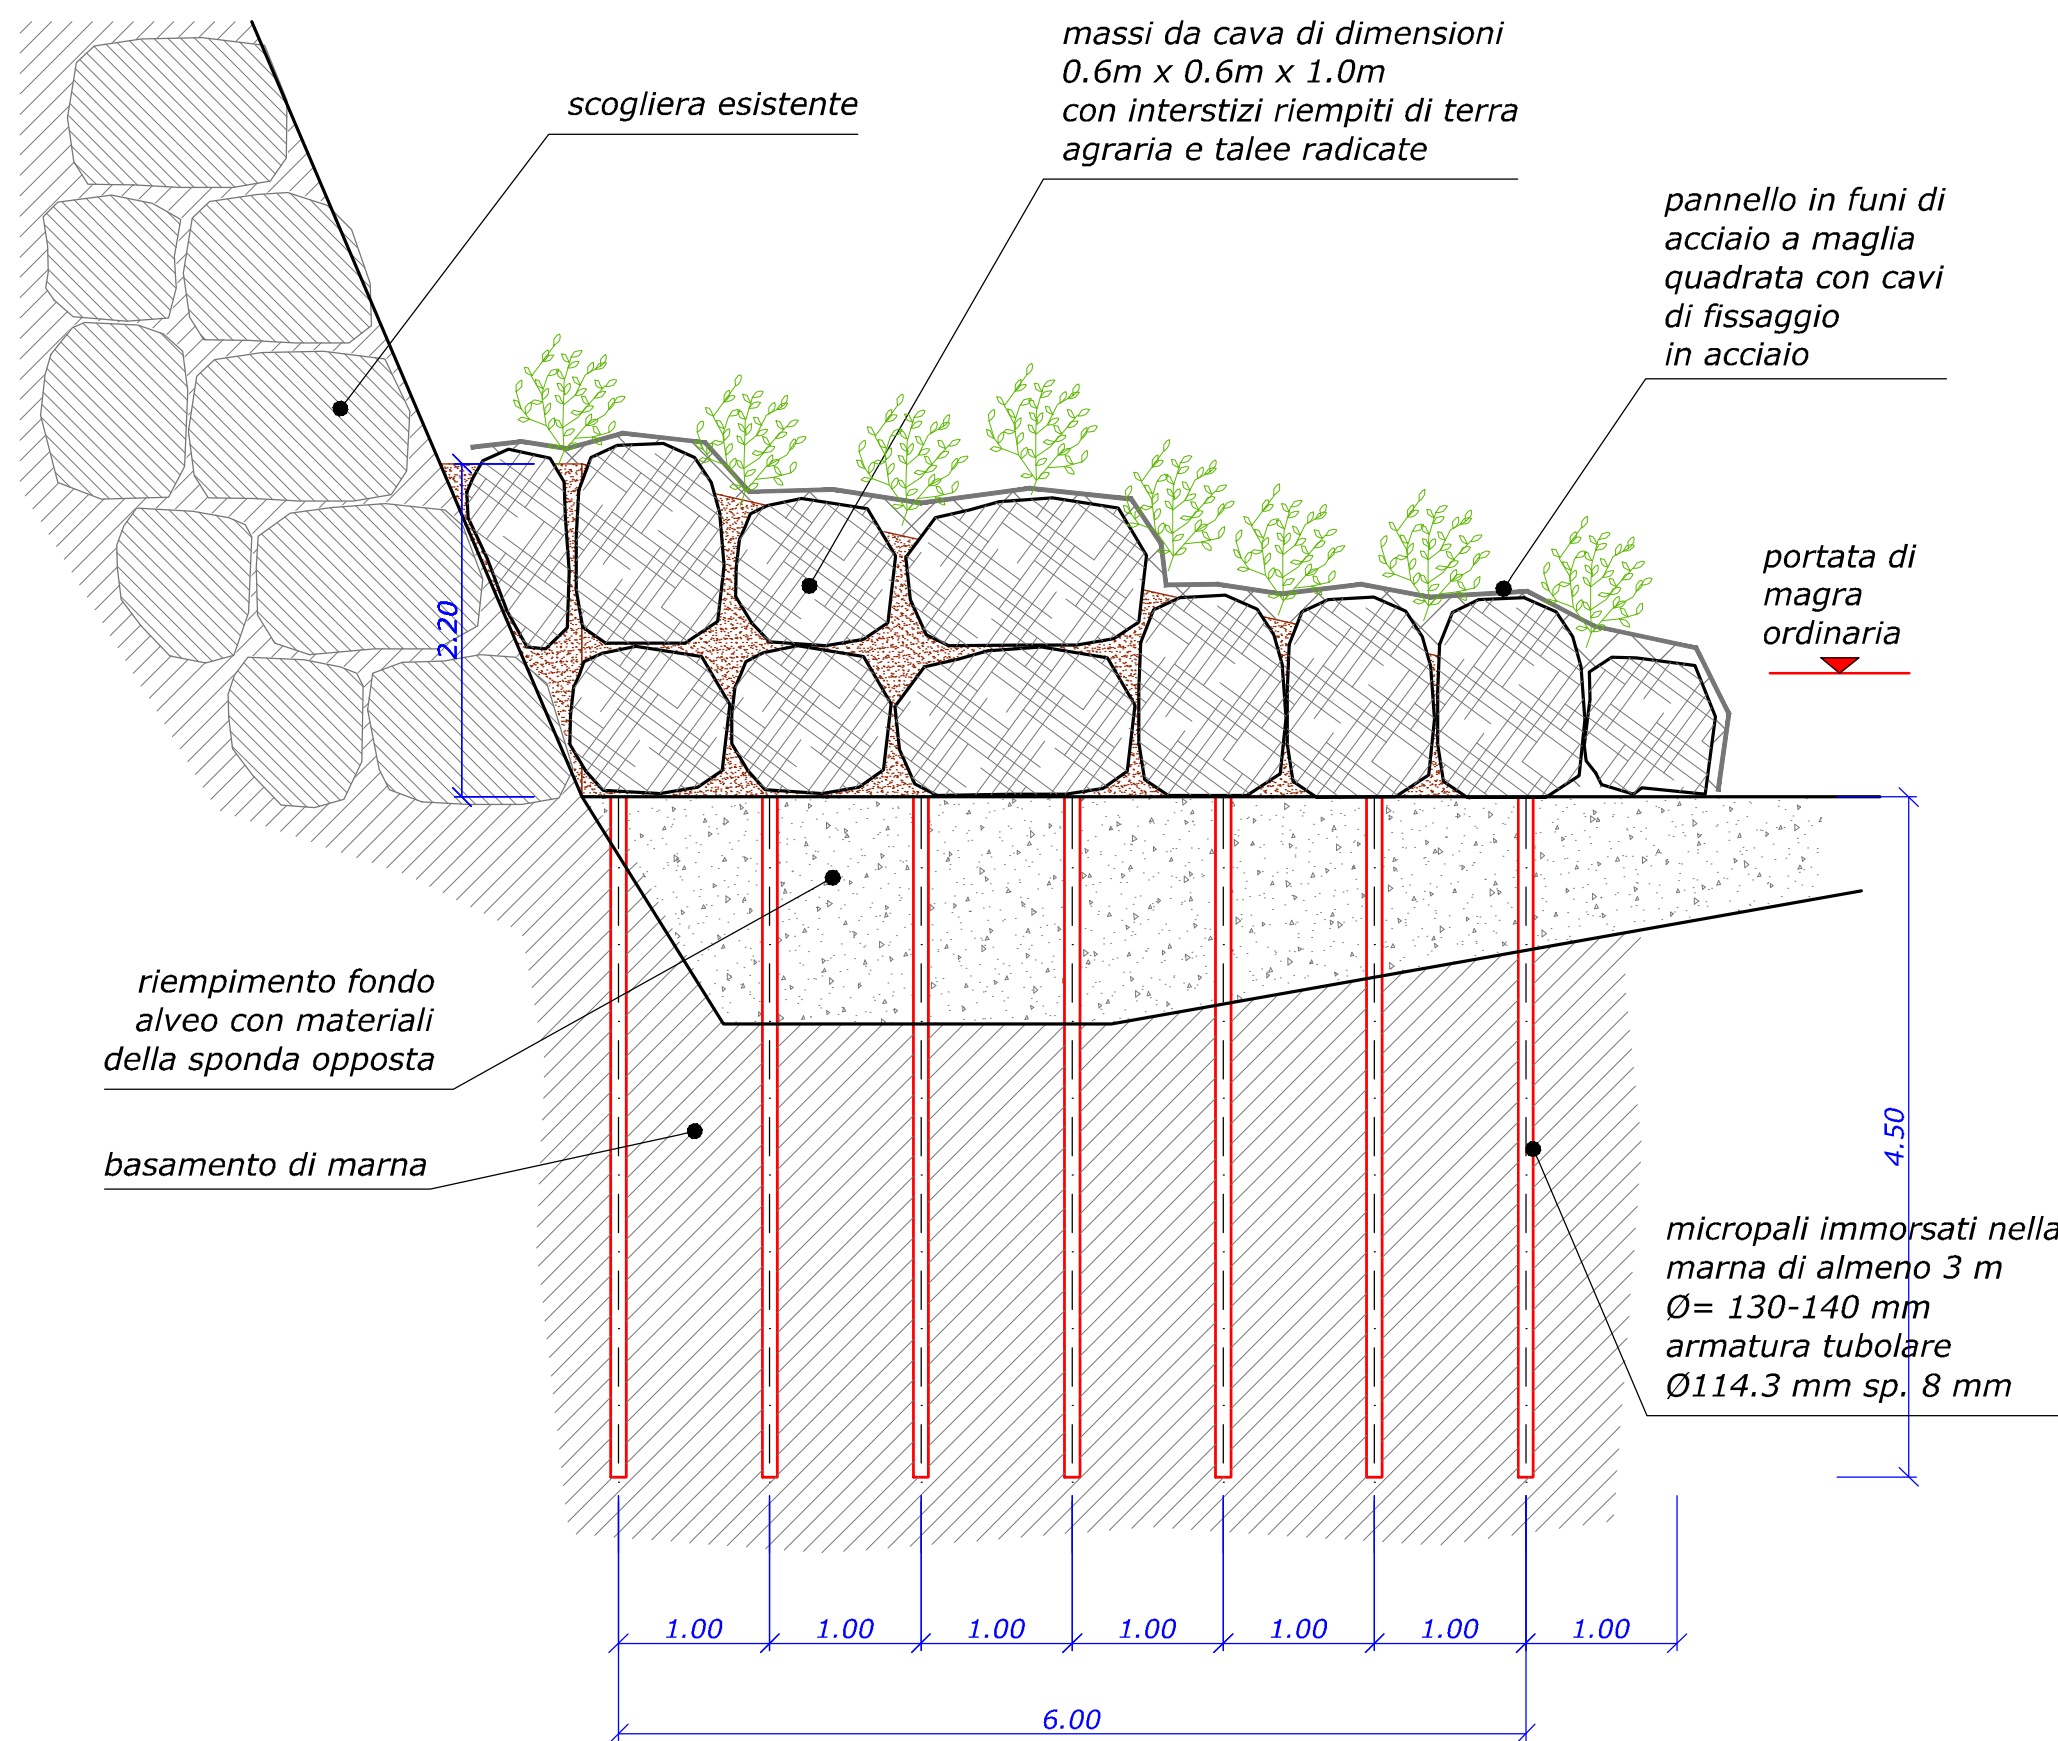 massi da cava di dimensioni
0.6m x 0.6m x 1.0m
con interstizi riempiti di terra
agraria e talee radicate
scogliera esistente
pannello in funi di
acciaio a maglia
quadrata con cavi
di fissaggio
in acciaio
portata di
magra
ordinaria
2.20
riempimento fondo
alveo con materiali
della sponda opposta
basamento di marna
4.50
micropali immorsati nella
marna di almeno 3 m
Ø= 130-140 mm
armatura tubolare
Ø114.3 mm sp. 8 mm
1.00 1.00 1.00 1.00 1.00 1.00 1.00
6.00